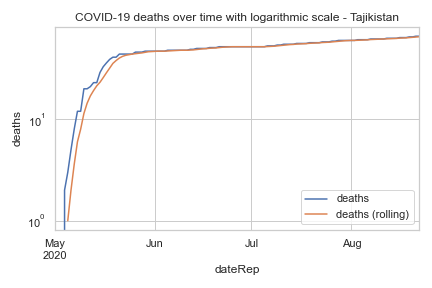 COVID-19 deaths over time with logarithmic scale - Tajikistan
deaths
10¹
10⁰
deaths
deaths (rolling)
May
2020
Jun
Jul
Aug
dateRep